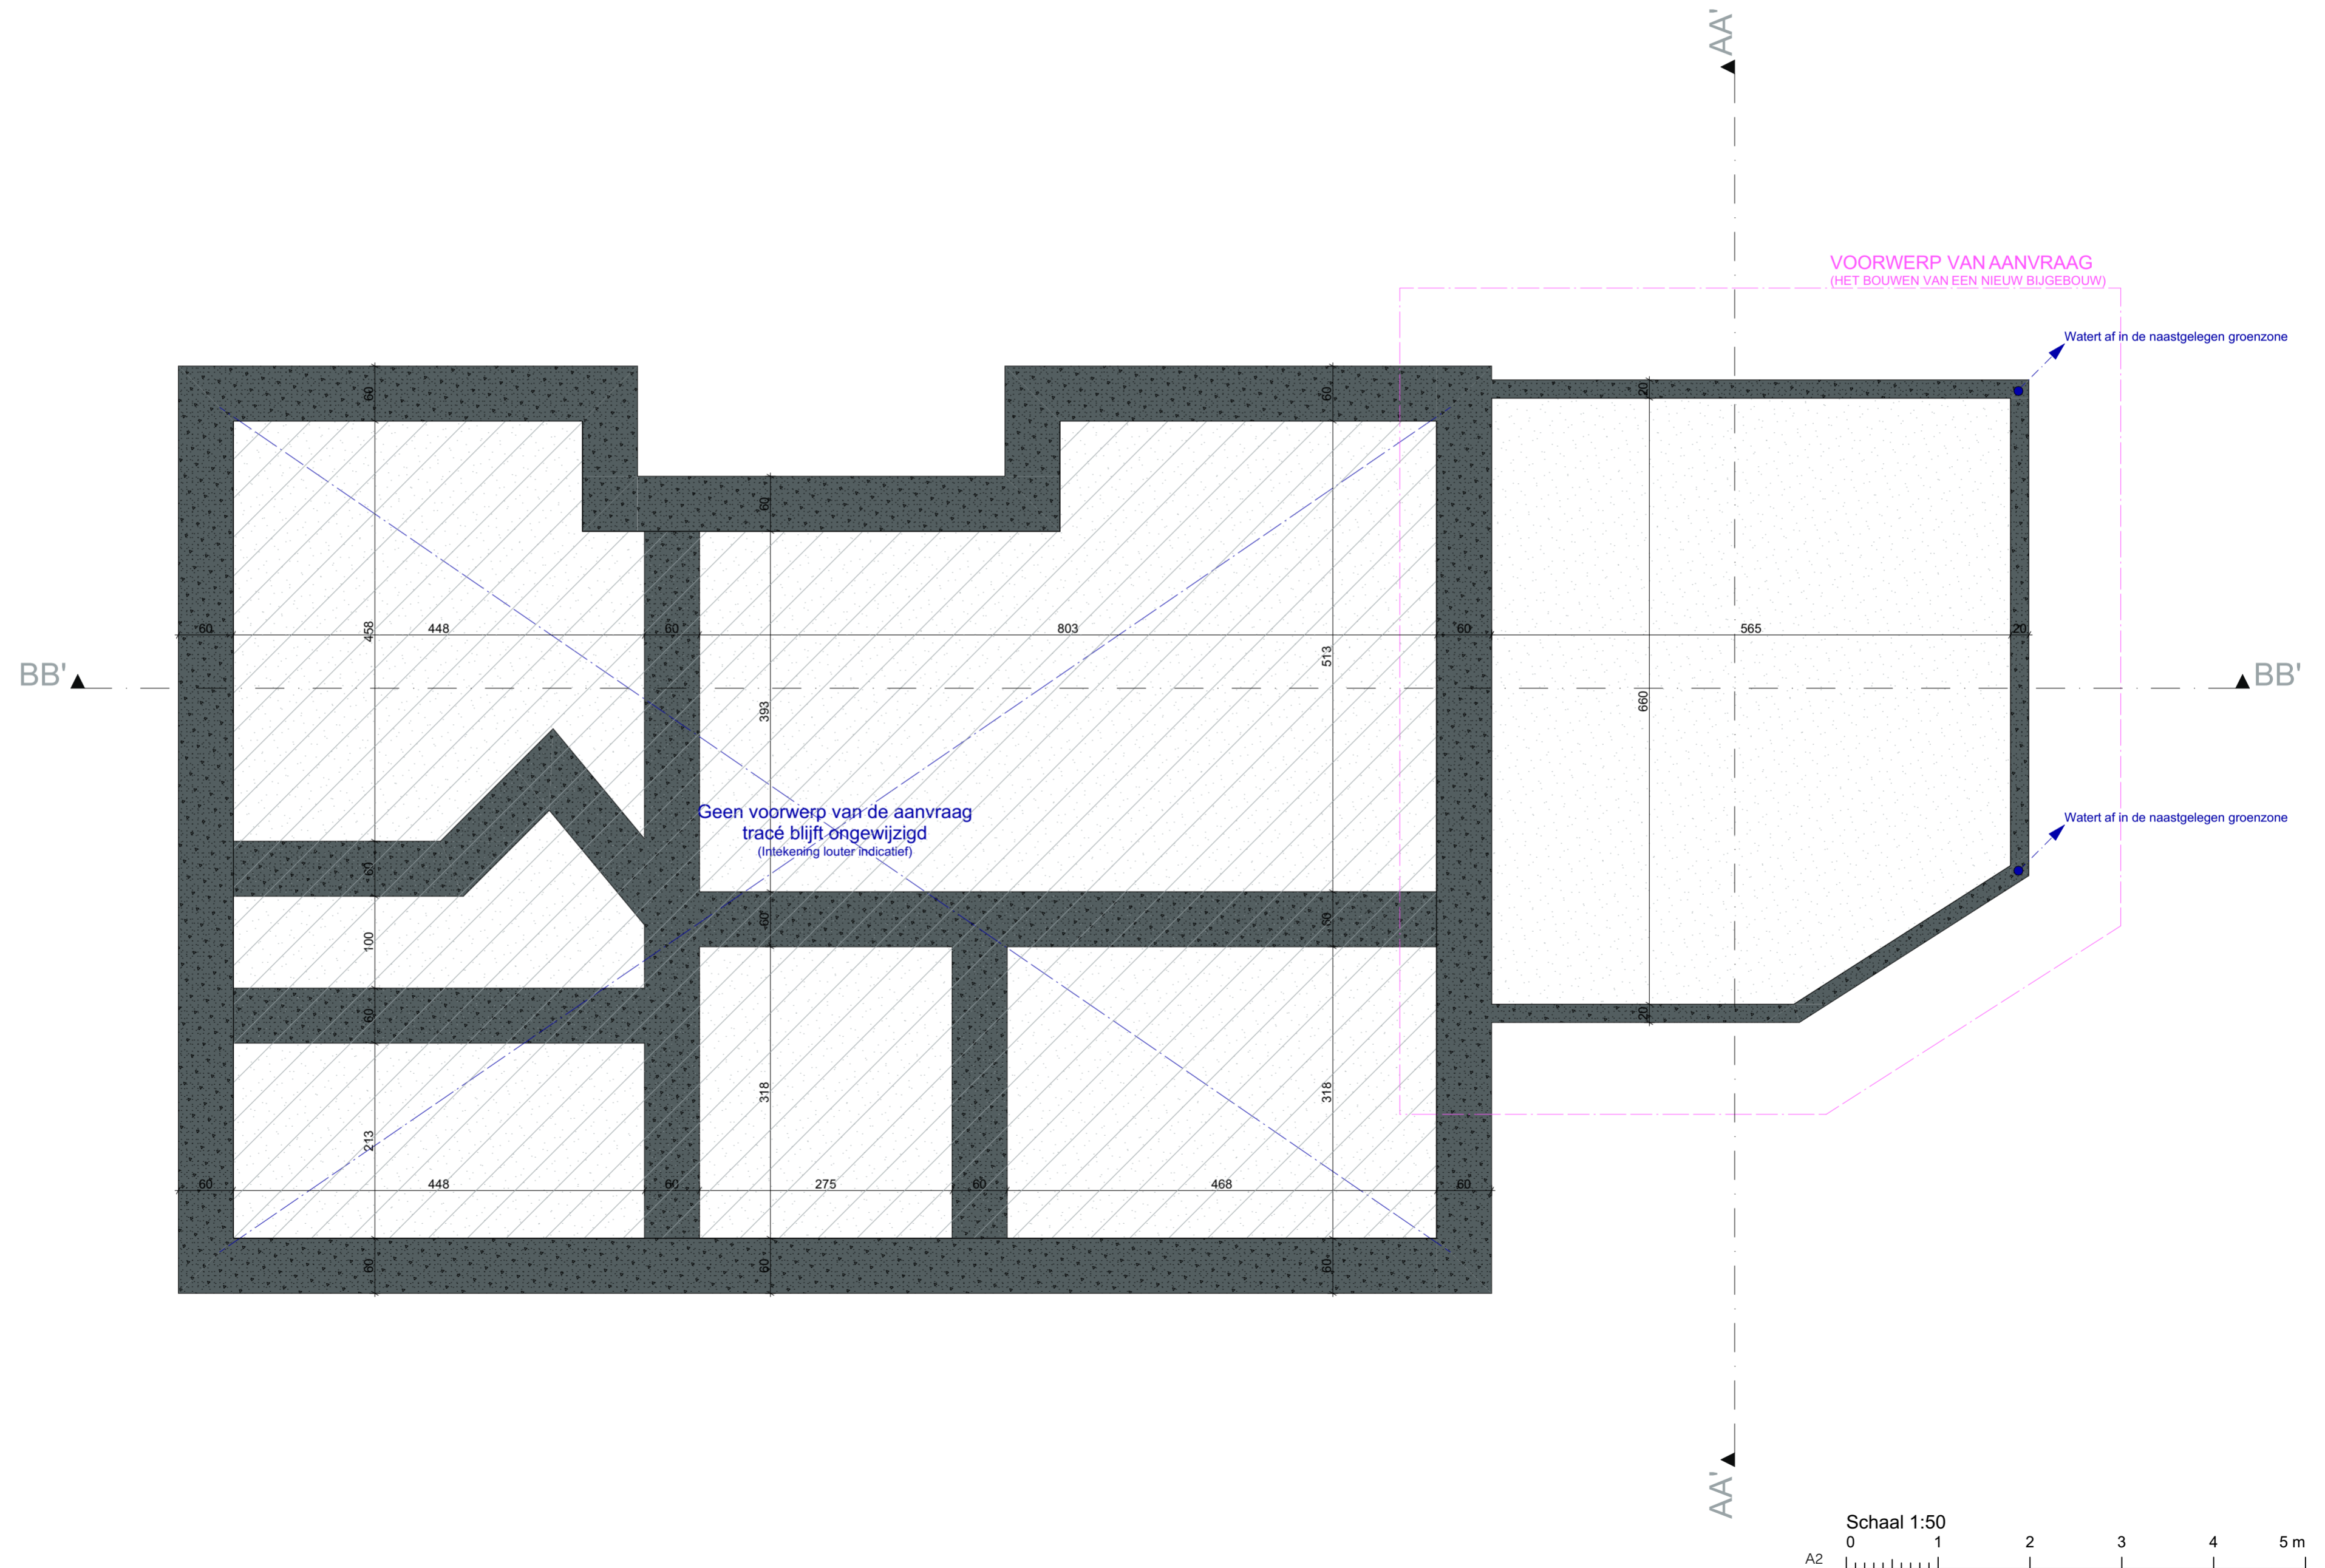 AA'
VOORWERP VAN AANVRAAG
(HET BOUWEN VAN EEN NIEUW BIJGEBOUW)
Watert af in de naastgelegen groenzone
60
60
20
60
60
458
448
60
803
60
565
20
513
BB'
BB'
660
393
Geen voorwerp van de aanvraag
tracé blijft ongewijzigd
(Intekening louter indicatief)
Watert af in de naastgelegen groenzone
60
60
60
100
60
20
318
318
213
60
448
60
275
60
468
60
60
60
60
AA'
Schaal 1:50
0 1 2 3 4 5 m
A2